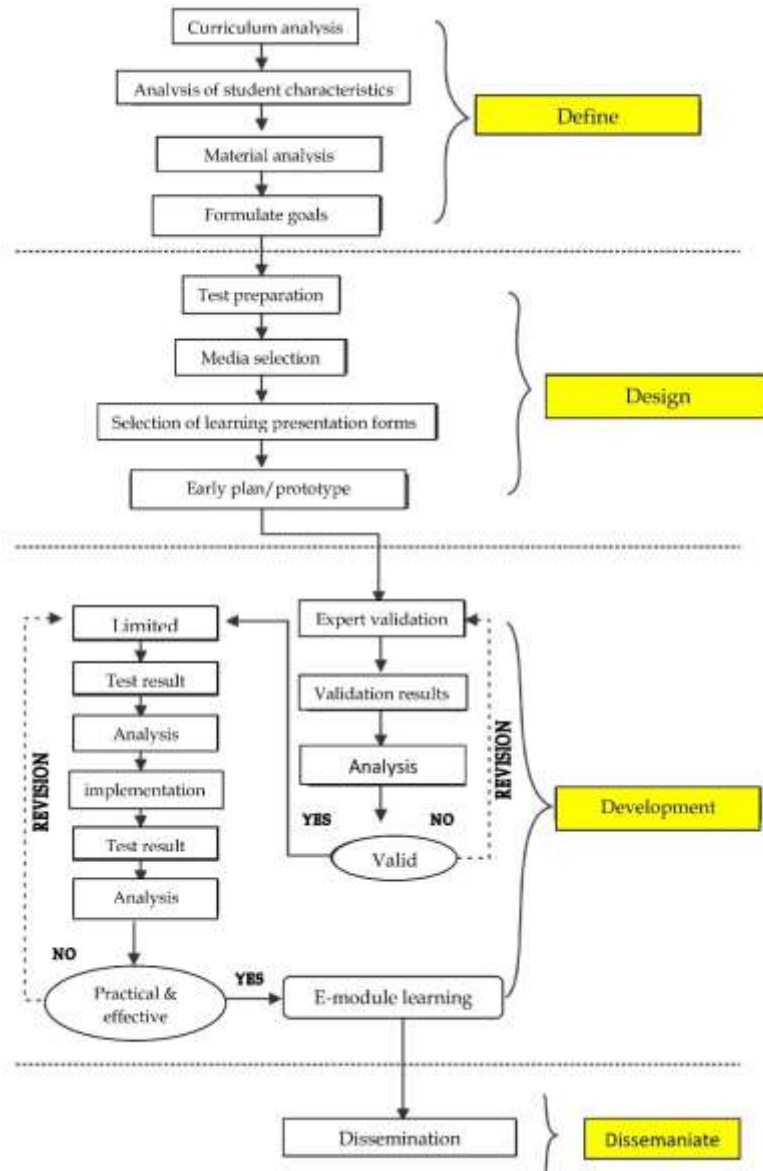 Curriculum analysis
Analysis of student characteristics
Define
Material analysis
Formulate goals
Test preparation
Media selection
Design
Selection of learning presentation forms
Early plan/prototype
Limited
Expert validation
Test result
Validation results
Analysis
Analysis
REVISION
REVISION
implementation
Development
YES
NO
Test result
Valid
Analysis
NO
YES
Practical &
effective
E-module learning
Dissemination
Dissemaniate